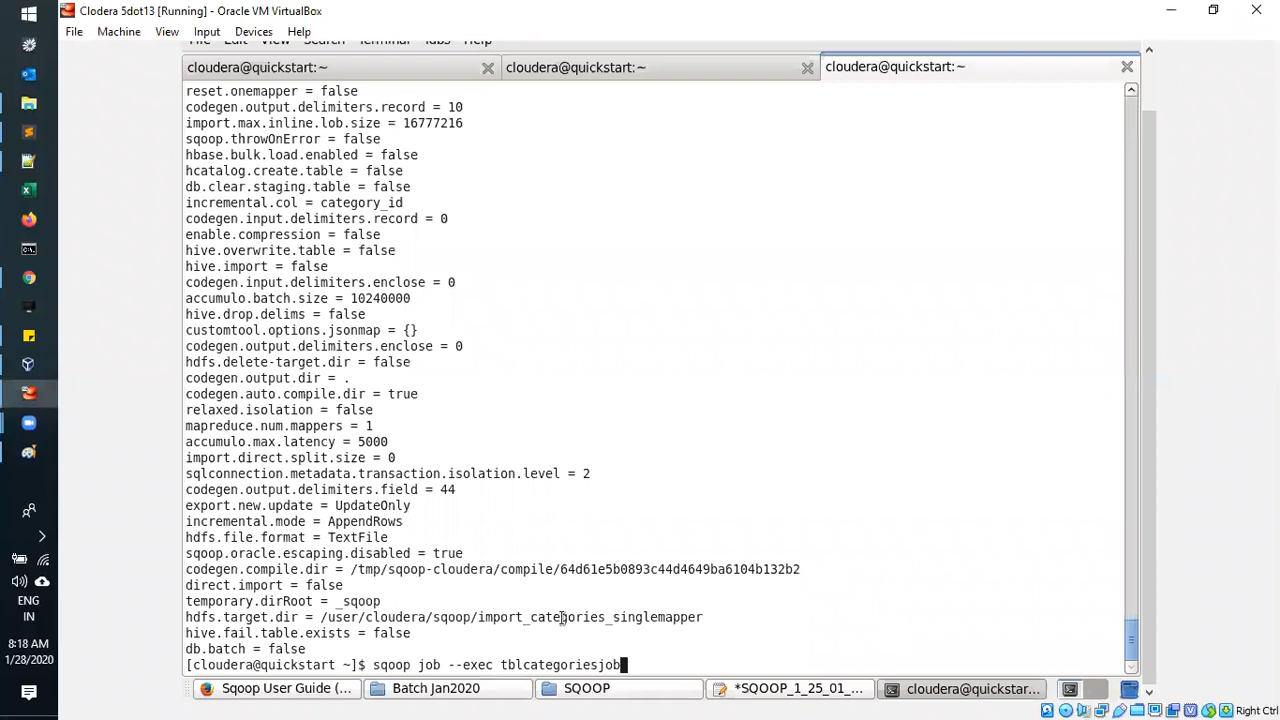 Clodera 5dot13 [Running] - Oracle VM VirtualBox
File Machine View Input Devices Help
File Edit View Search Terminal Tabs Help
cloudera@quickstart:~ cloudera@quickstart:~ cloudera@quickstart:~
reset.onemapper = false
codegen.output.delimiters.record = 10
import.max.inline.lob.size = 16777216
sqoop.throwOnError = false
hbase.bulk.load.enabled = false
hcatalog.create.table = false
db.clear.staging.table = false
incremental.col = category_id
codegen.input.delimiters.record = 0
enable.compression = false
hive.overwrite.table = false
hive.import = false
codegen.input.delimiters.enclose = 0
accumulo.batch.size = 10240000
hive.drop.delims = false
customtool.options.jsonmap = {}
codegen.output.delimiters.enclose = 0
hdfs.delete-target.dir = false
codegen.output.dir = .
codegen.auto.compile.dir = true
relaxed.isolation = false
mapreduce.num.mappers = 1
accumulo.max.latency = 5000
import.direct.split.size = 0
sqlconnection.metadata.transaction.isolation.level = 2
codegen.output.delimiters.field = 44
export.new.update = UpdateOnly
incremental.mode = AppendRows
hdfs.file.format = TextFile
sqoop.oracle.escaping.disabled = true
codegen.compile.dir = /tmp/sqoop-cloudera/compile/64d61e5b0893c44d4649ba6104b132b2
direct.import = false
temporary.dirRoot = _sqoop
hdfs.target.dir = /user/cloudera/sqoop/import_categories_singlemapper
hive.fail.table.exists = false
db.batch = false
[cloudera@quickstart ~]$ sqoop job --exec tblcategoriesjob
Sqoop User Guide (... Batch Jan2020 SQOOP *SQOOP_1_25_01_... cloudera@quickstar...
Right Ctrl
ENG
IN
8:18 AM
1/28/2020